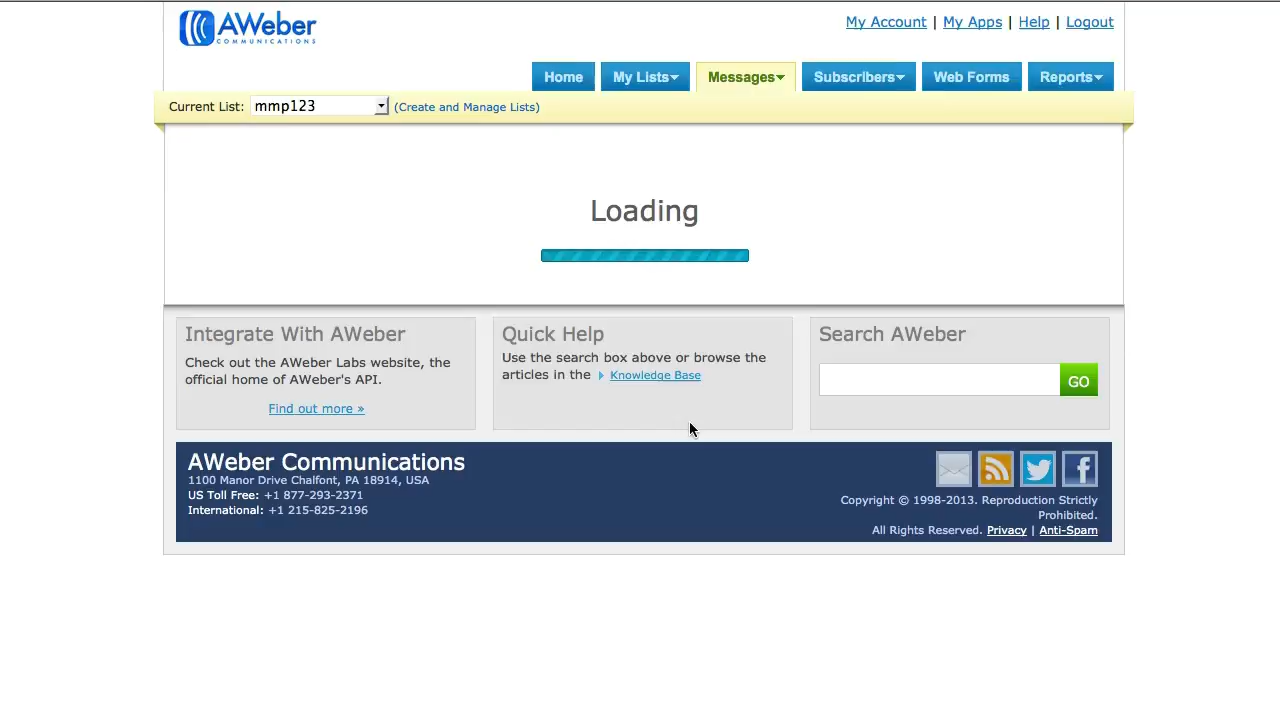 AWeber
COMMUNICATIONS
My Account | My Apps | Help | Logout
Home My Lists Messages Subscribers Web Forms Reports
Current List: mmp123 (Create and Manage Lists)
Loading
Integrate With AWeber
Check out the AWeber Labs website, the
official home of AWeber's API.
Find out more »
Quick Help
Use the search box above or browse the
articles in the Knowledge Base
Search AWeber
GO
AWeber Communications
1100 Manor Drive Chalfont, PA 18914, USA
US Toll Free: +1 877-293-2371
International: +1 215-825-2196
Copyright © 1998-2013. Reproduction Strictly
Prohibited.
All Rights Reserved. Privacy | Anti-Spam